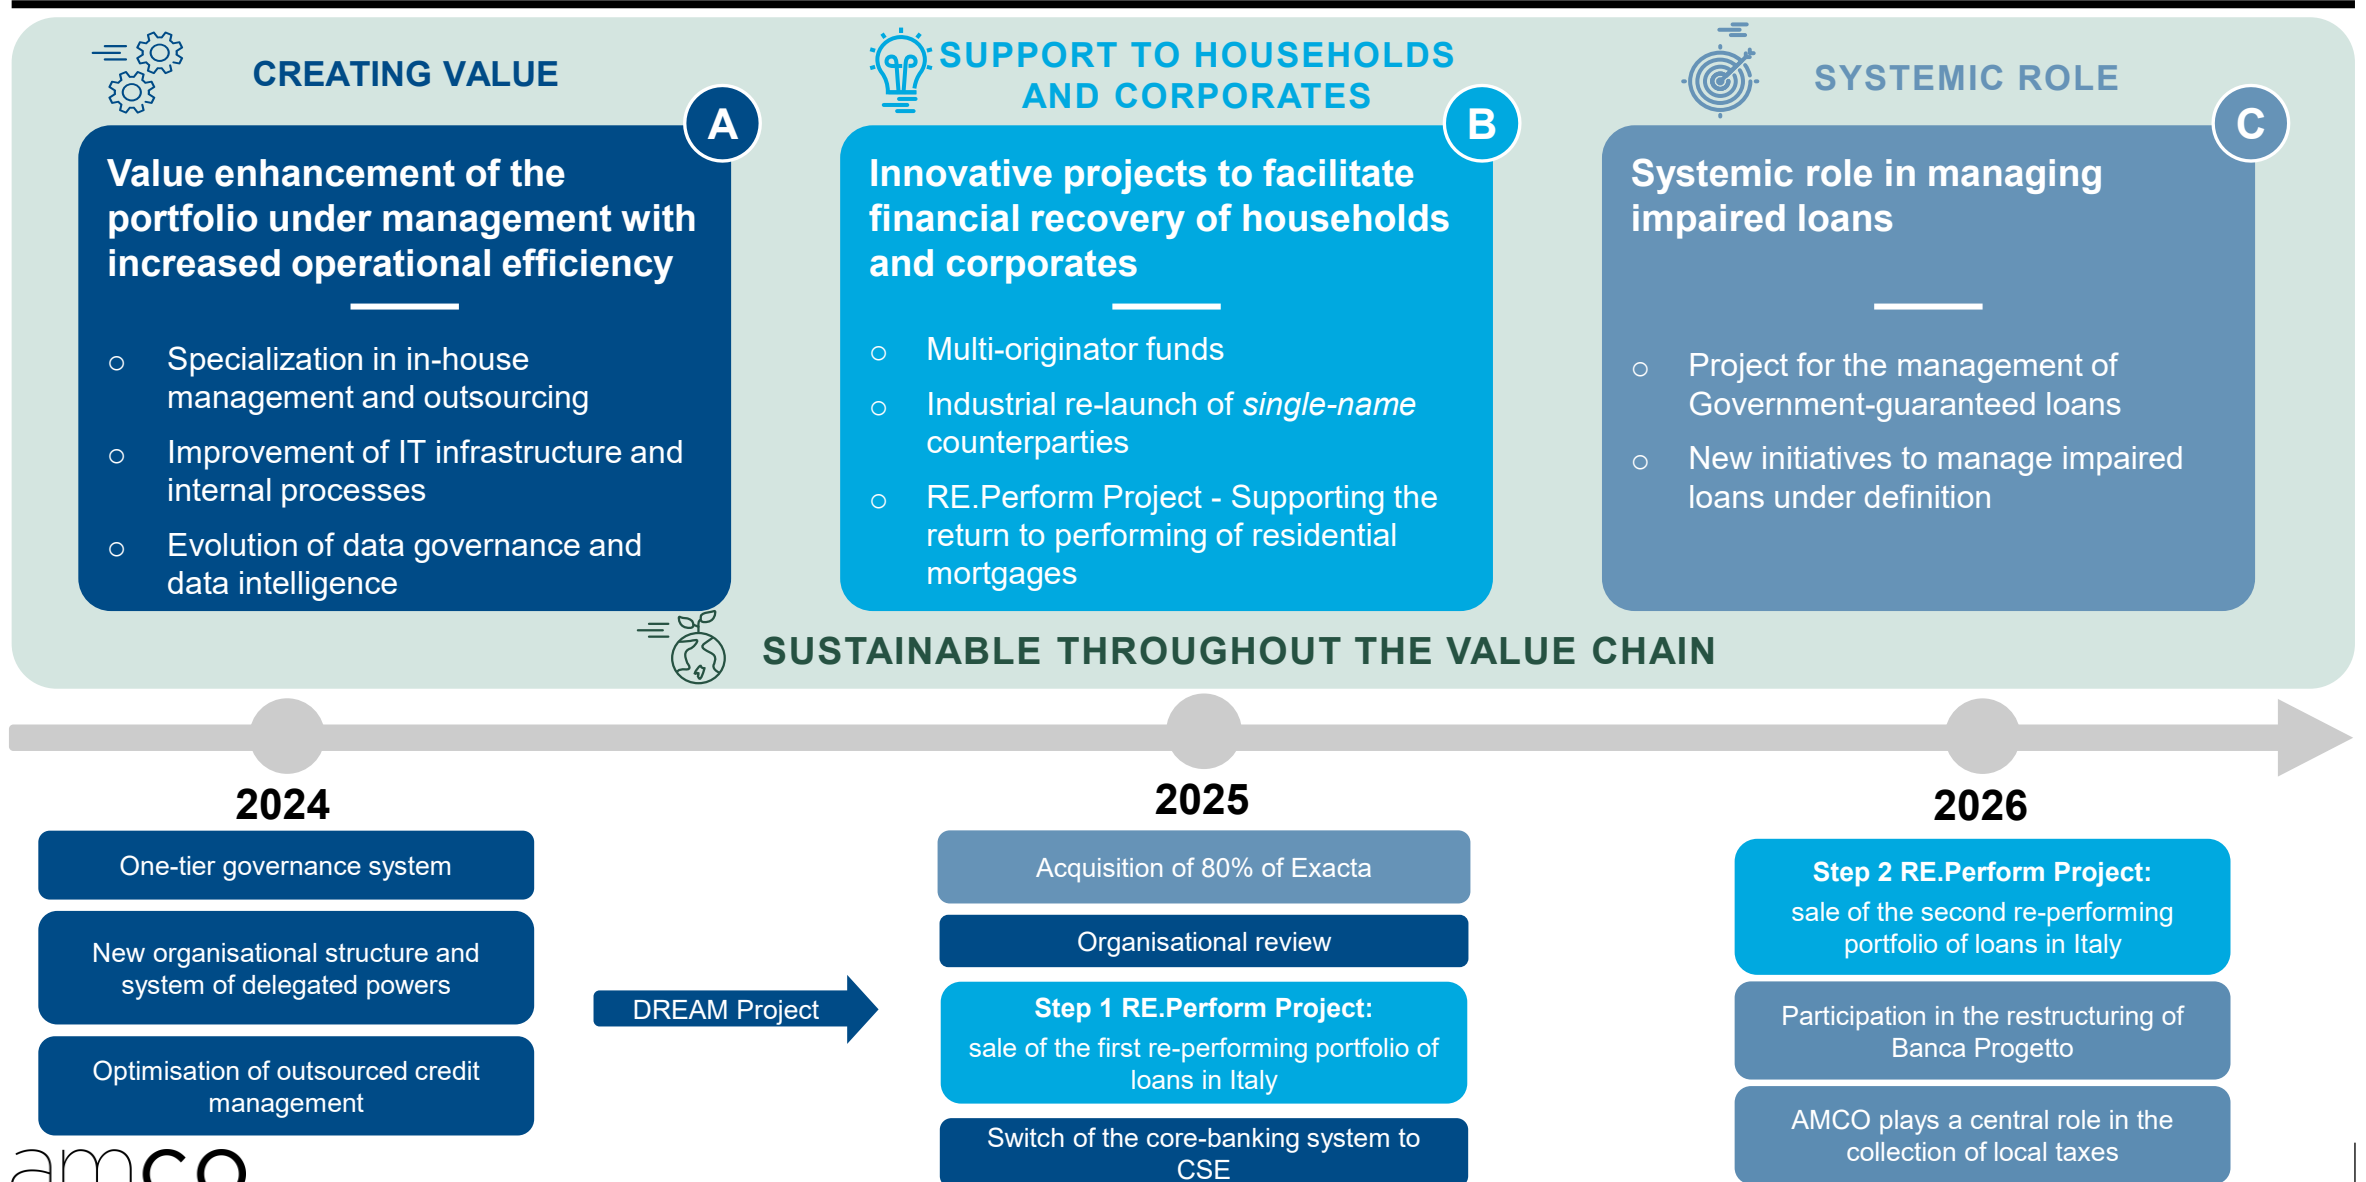 CREATING VALUE
A
Value enhancement of the
portfolio under management with
increased operational efficiency
Specialization in in-house
management and outsourcing
Improvement of IT infrastructure and
internal processes
Evolution of data governance and
data intelligence
SUPPORT TO HOUSEHOLDS
AND CORPORATES
B
Innovative projects to facilitate
financial recovery of households
and corporates
Multi-originator funds
Industrial re-launch of single-name
counterparties
RE.Perform Project - Supporting the
return to performing of residential
mortgages
SYSTEMIC ROLE
C
Systemic role in managing
impaired loans
Project for the management of
Government-guaranteed loans
New initiatives to manage impaired
loans under definition
SUSTAINABLE THROUGHOUT THE VALUE CHAIN
2024
One-tier governance system
New organisational structure and
system of delegated powers
Optimisation of outsourced credit
management
DREAM Project
2025
Acquisition of 80% of Exacta
Organisational review
Step 1 RE.Perform Project:
sale of the first re-performing portfolio of
loans in Italy
Switch of the core-banking system to
CSE
2026
Step 2 RE.Perform Project:
sale of the second re-performing
portfolio of loans in Italy
Participation in the restructuring of
Banca Progetto
AMCO plays a central role in the
collection of local taxes
amco